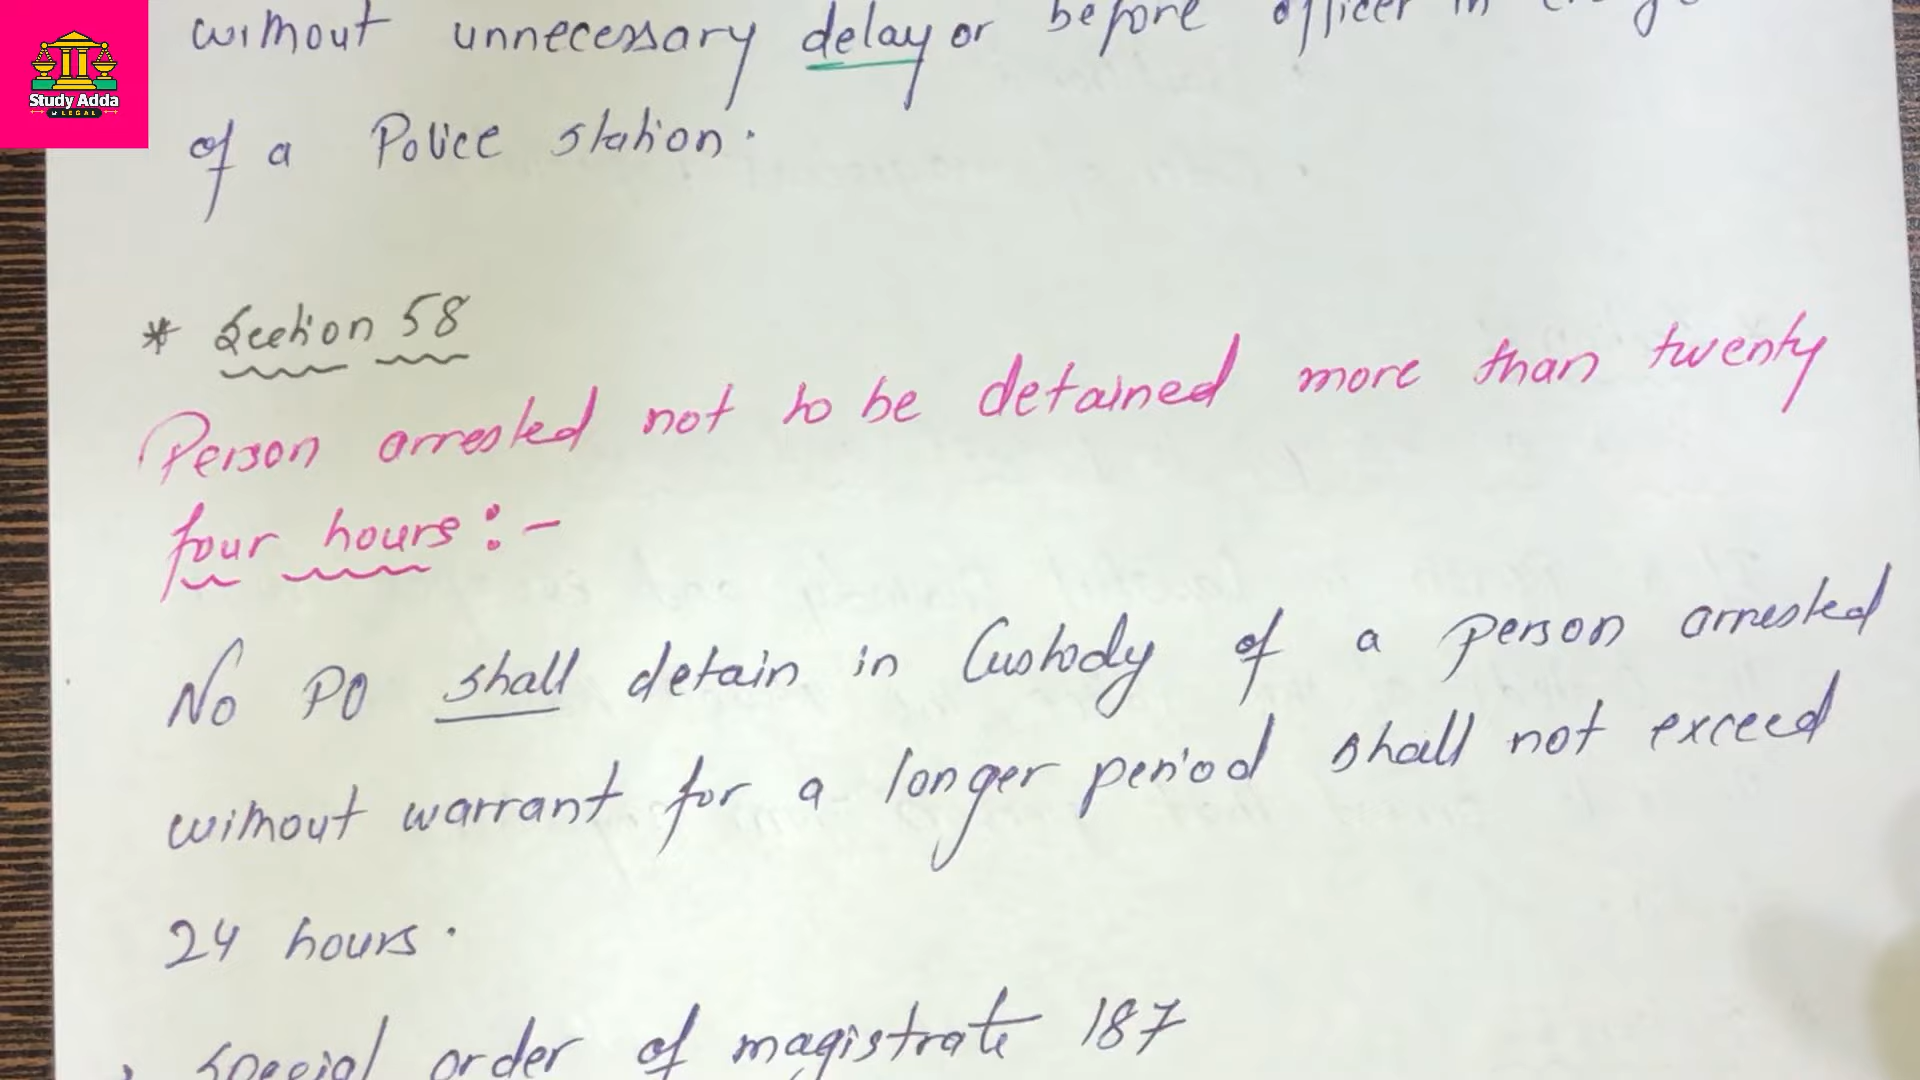 Study Adda
LEGAL
without unnecessary delay or before officer in
of a Police station.
* Section 58
Person arrested not to be detained more than twenty
four hours :-
No PO shall detain in Custody of a person arrested
without warrant for a longer period shall not exceed
24 hours.
special order of magistrate 187